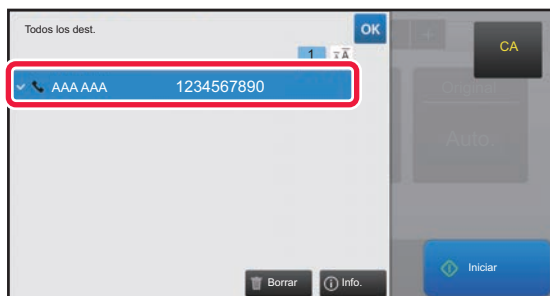 Todos los dest.
OK
CA
1
AAA AAA 1234567890
Original
Auto.
Borrar
Info.
Iniciar